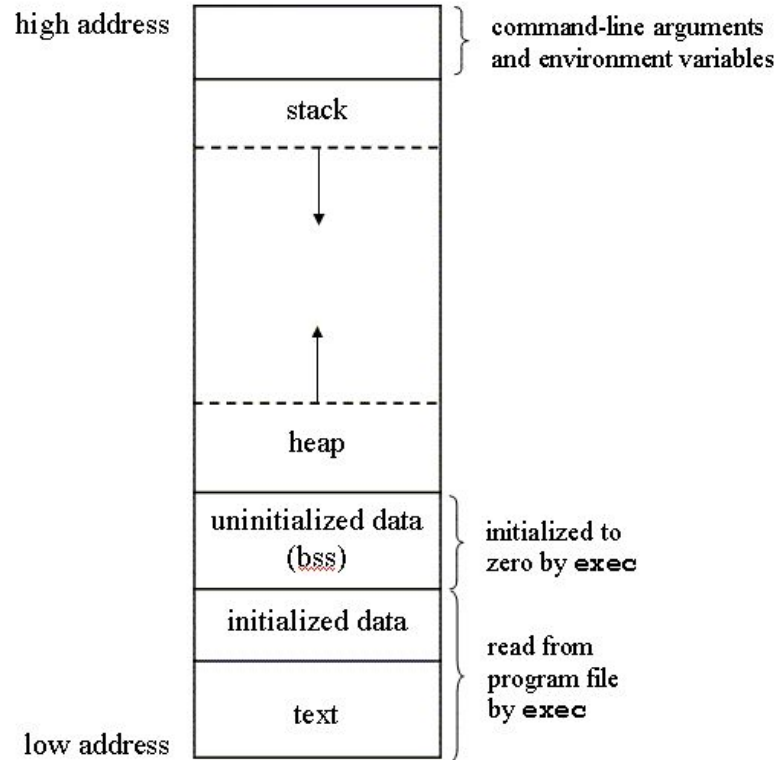 high address
command-line arguments
and environment variables
stack
heap
uninitialized data
(bss)
initialized to
zero by exec
initialized data
read from
program file
by exec
text
low address